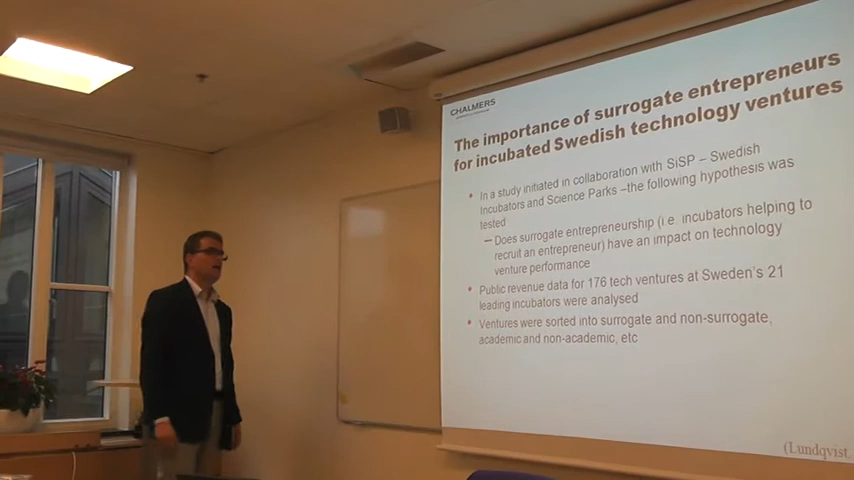 CHALMERS
The importance of surrogate entrepreneurs
for incubated Swedish technology ventures
• In a study initiated in collaboration with SiSP – Swedish
Incubators and Science Parks –the following hypothesis was
tested
– Does surrogate entrepreneurship (i.e. incubators helping to
recruit an entrepreneur) have an impact on technology
venture performance
• Public revenue data for 176 tech ventures at Sweden's 21
leading incubators were analysed
• Ventures were sorted into surrogate and non-surrogate,
academic and non-academic, etc
(Lundqvist,